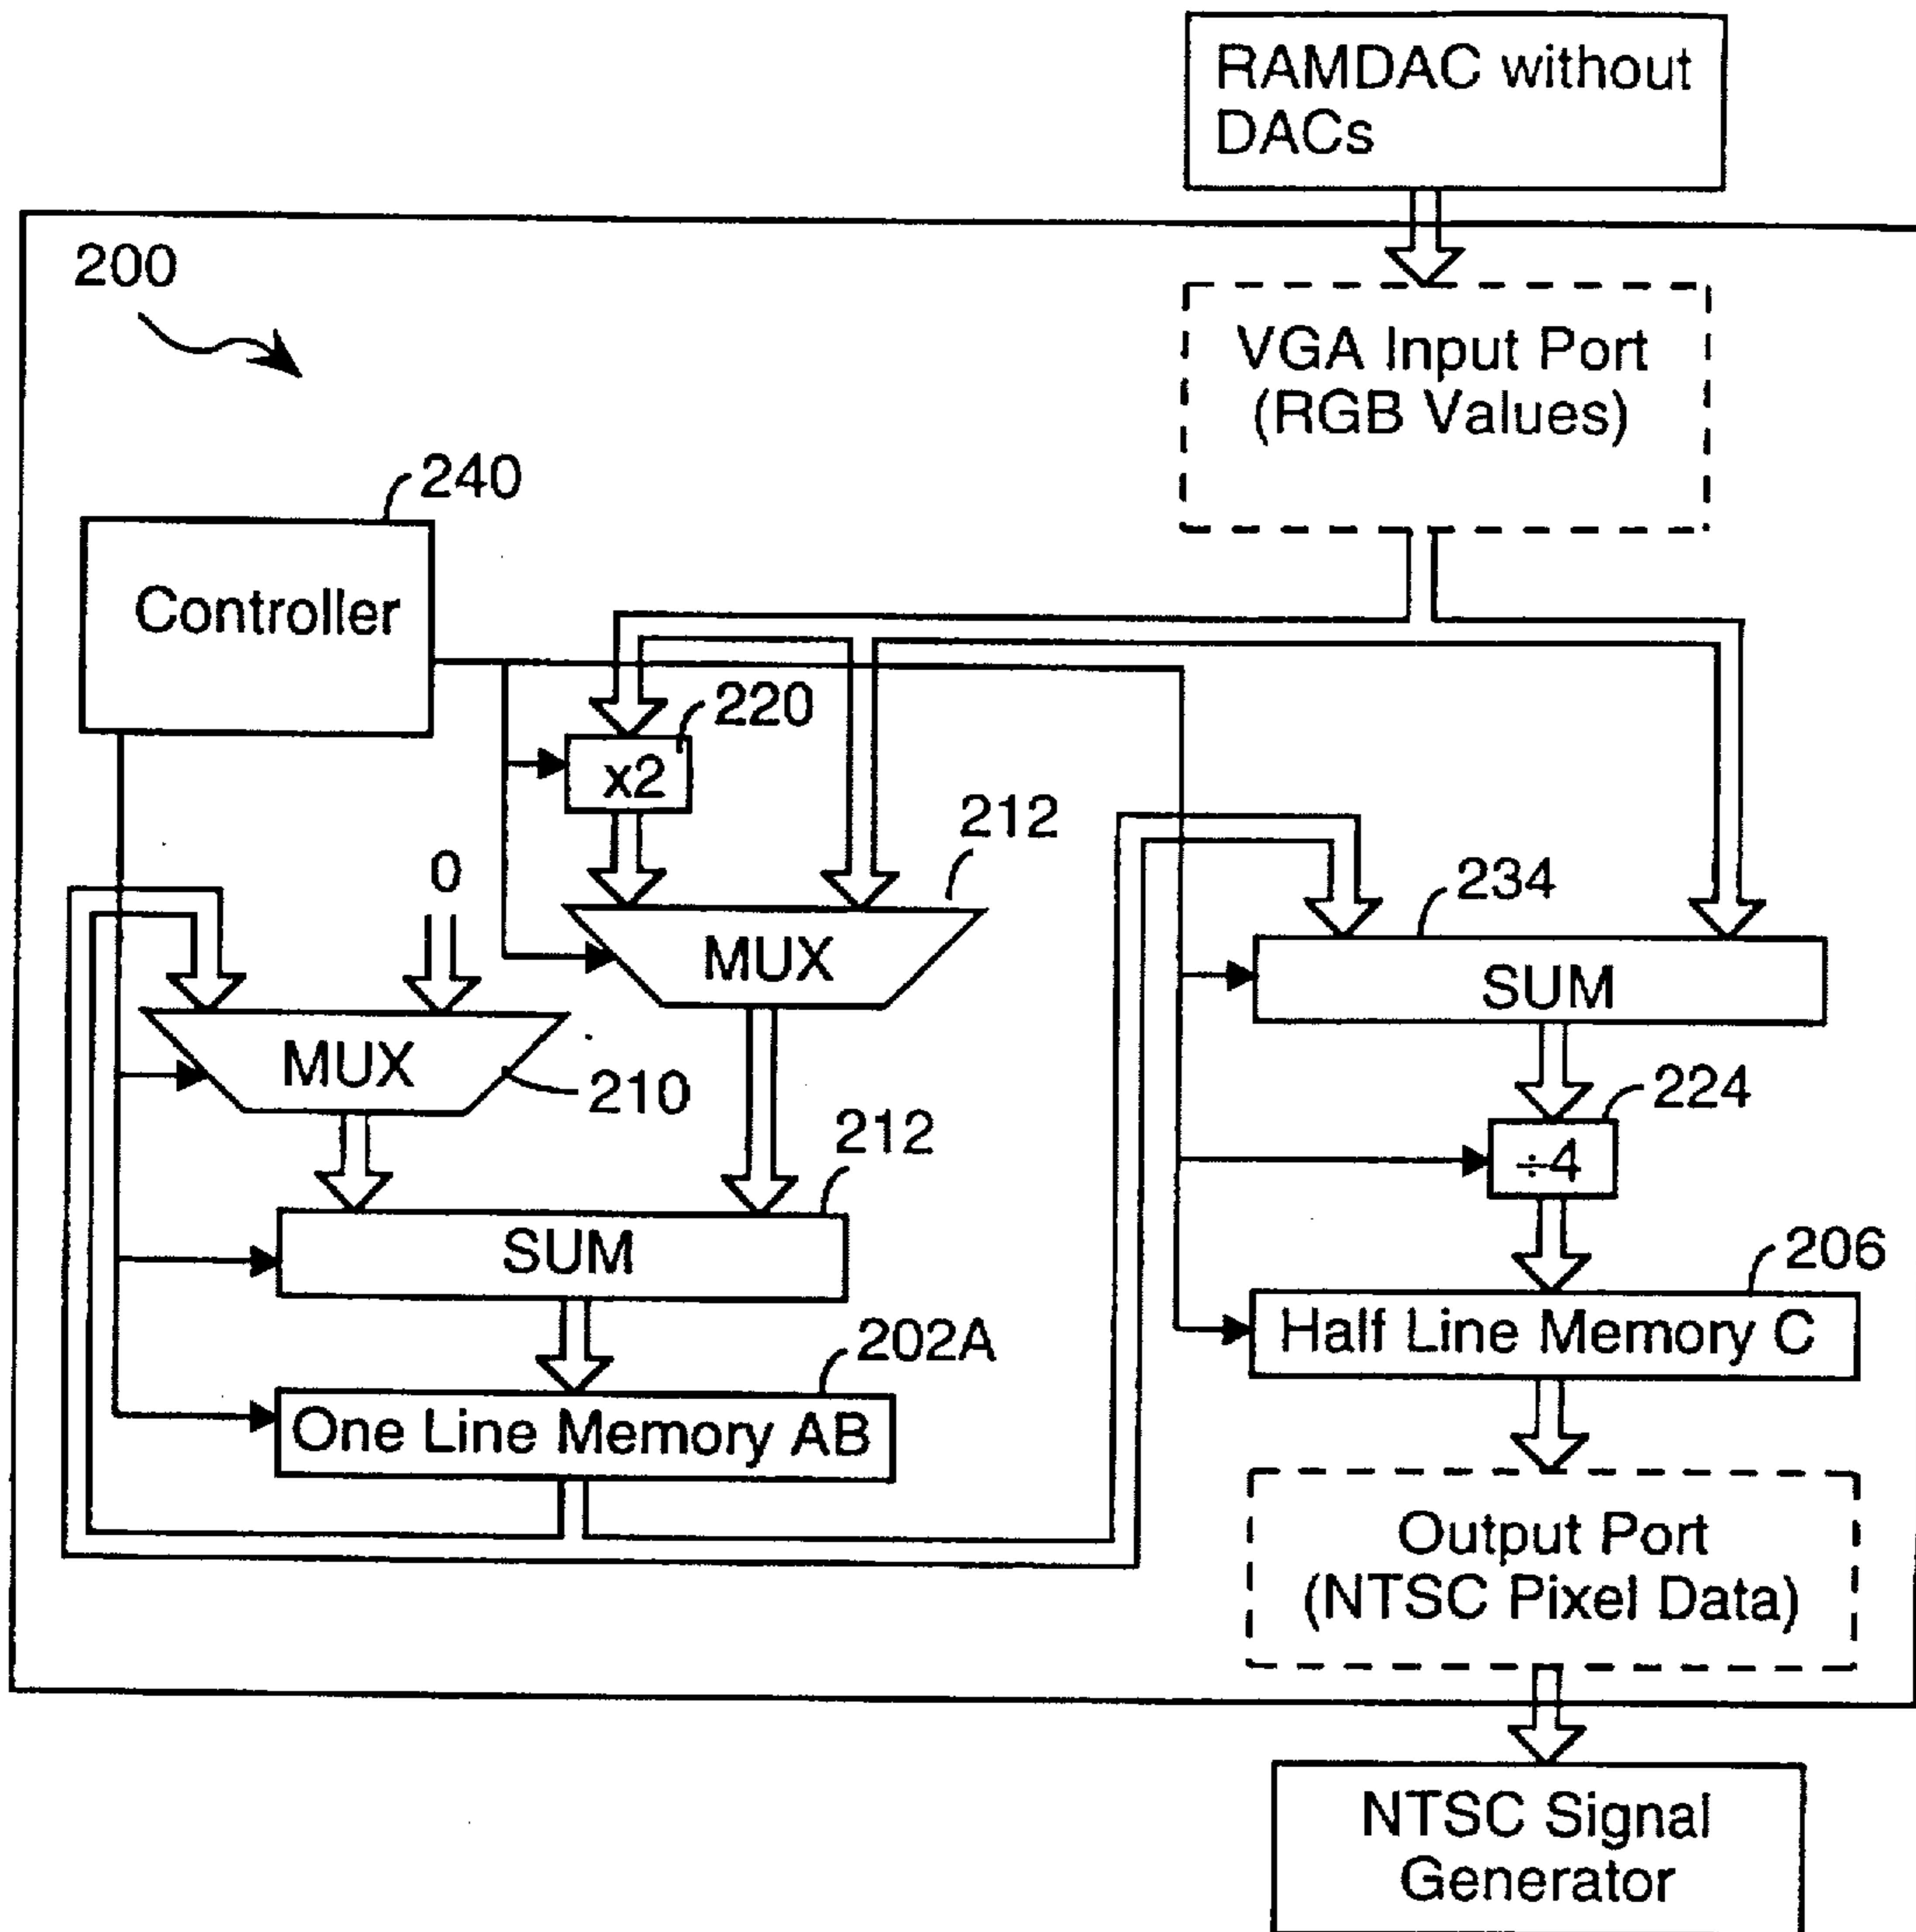 RAMDAC without
DACs
200
VGA Input Port
(RGB Values)
240
Controller
220
x2
212
0
MUX
234
SUM
MUX
210
224
÷4
212
SUM
206
Half Line Memory C
202A
One Line Memory AB
Output Port
(NTSC Pixel Data)
NTSC Signal
Generator